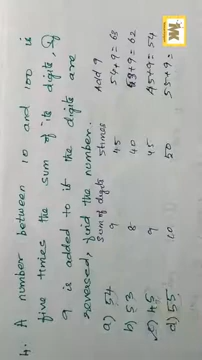 4. A number between 10 and 100 is
five times the sum of its digits, If
9 is added to it the digits are
reversed, find the number.
Sum of digits 5 times Add 9
a) 54 9 45 54+9=63
b) 53 8 40 53+9=62
c) 45 9 45 45+9=54
d) 55 10 50 55+9=